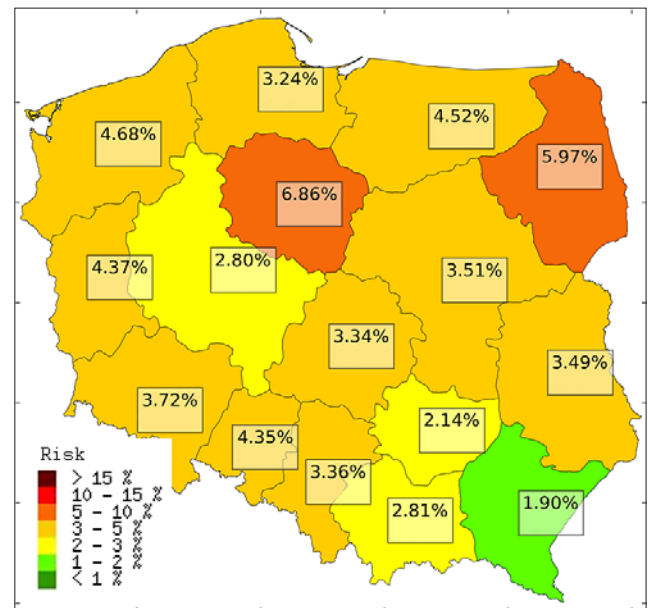 3.24%
4.52%
4.68%
5.97%
6.86%
2.80%
4.37%
3.51%
3.34%
3.49%
3.72%
2.14%
4.35%
3.36%
2.81%
1.90%
Risk
> 15 %
10 - 15 %
5 - 10 %
3 - 5 %
2 - 3 %
1 - 2 %
< 1 %